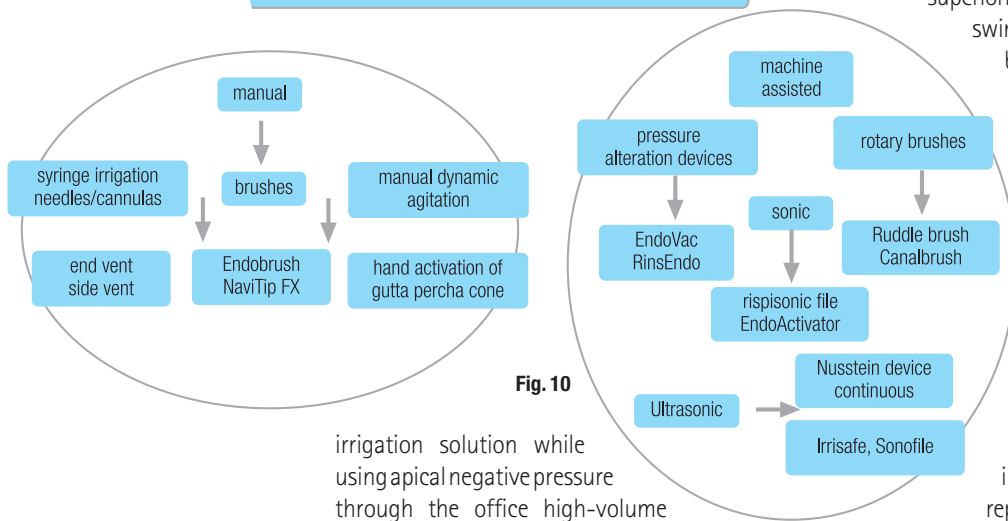 manual
syringe irrigation
needles/cannulas
brushes
manual dynamic
agitation
end vent
side vent
Endobrush
NaviTip FX
hand activation of
gutta percha cone
machine
assisted
pressure
alteration devices
rotary brushes
sonic
EndoVac
RinsEndo
Ruddle brush
Canalbrush
rispisonic file
EndoActivator
Nusstein device
continuous
Ultrasonic
Irrisafe, Sonofile
Fig. 10
irrigation solution while
using apical negative pressure
through the office high-volume